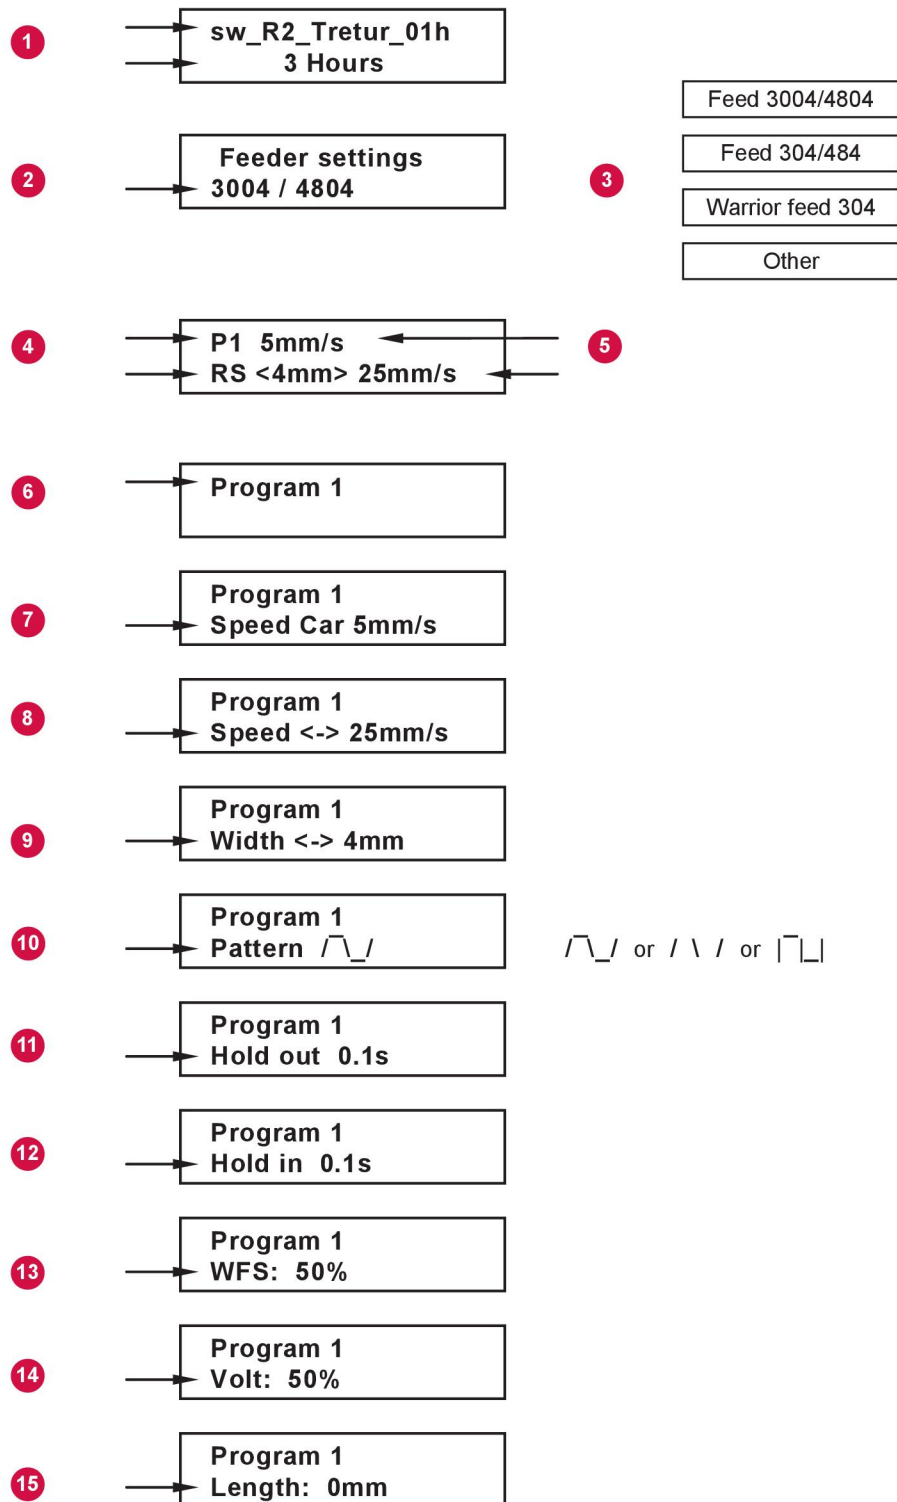 1
sw_R2_Tretur_01h
3 Hours
2
Feeder settings
3004 / 4804
3
Feed 3004/4804
Feed 304/484
Warrior feed 304
Other
4
P1 5mm/s
RS <4mm> 25mm/s
5
6
Program 1
7
Program 1
Speed Car 5mm/s
8
Program 1
Speed <-> 25mm/s
9
Program 1
Width <-> 4mm
10
Program 1
Pattern /‾\_/
/‾\_/ or / \ / or |‾|_|
11
Program 1
Hold out 0.1s
12
Program 1
Hold in 0.1s
13
Program 1
WFS: 50%
14
Program 1
Volt: 50%
15
Program 1
Length: 0mm